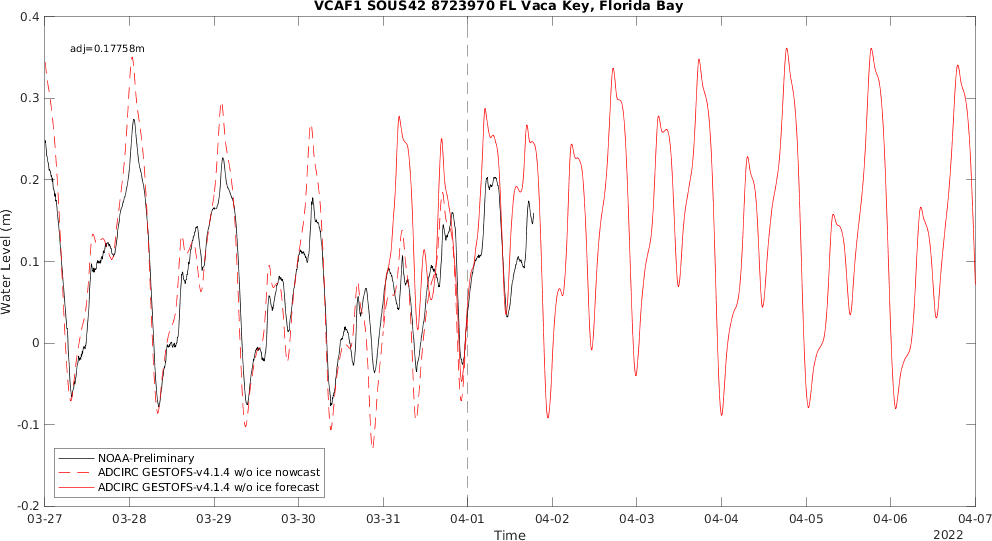 VCAF1 SOUS42 8723970 FL Vaca Key, Florida Bay
adj=0.17758m
0.4
0.3
0.2
0.1
0
-0.1
-0.2
Water Level (m)
NOAA-Preliminary
ADCIRC GESTOFS-v4.1.4 w/o ice nowcast
ADCIRC GESTOFS-v4.1.4 w/o ice forecast
03-27 03-28 03-29 03-30 03-31 04-01 04-02 04-03 04-04 04-05 04-06 04-07
Time
2022